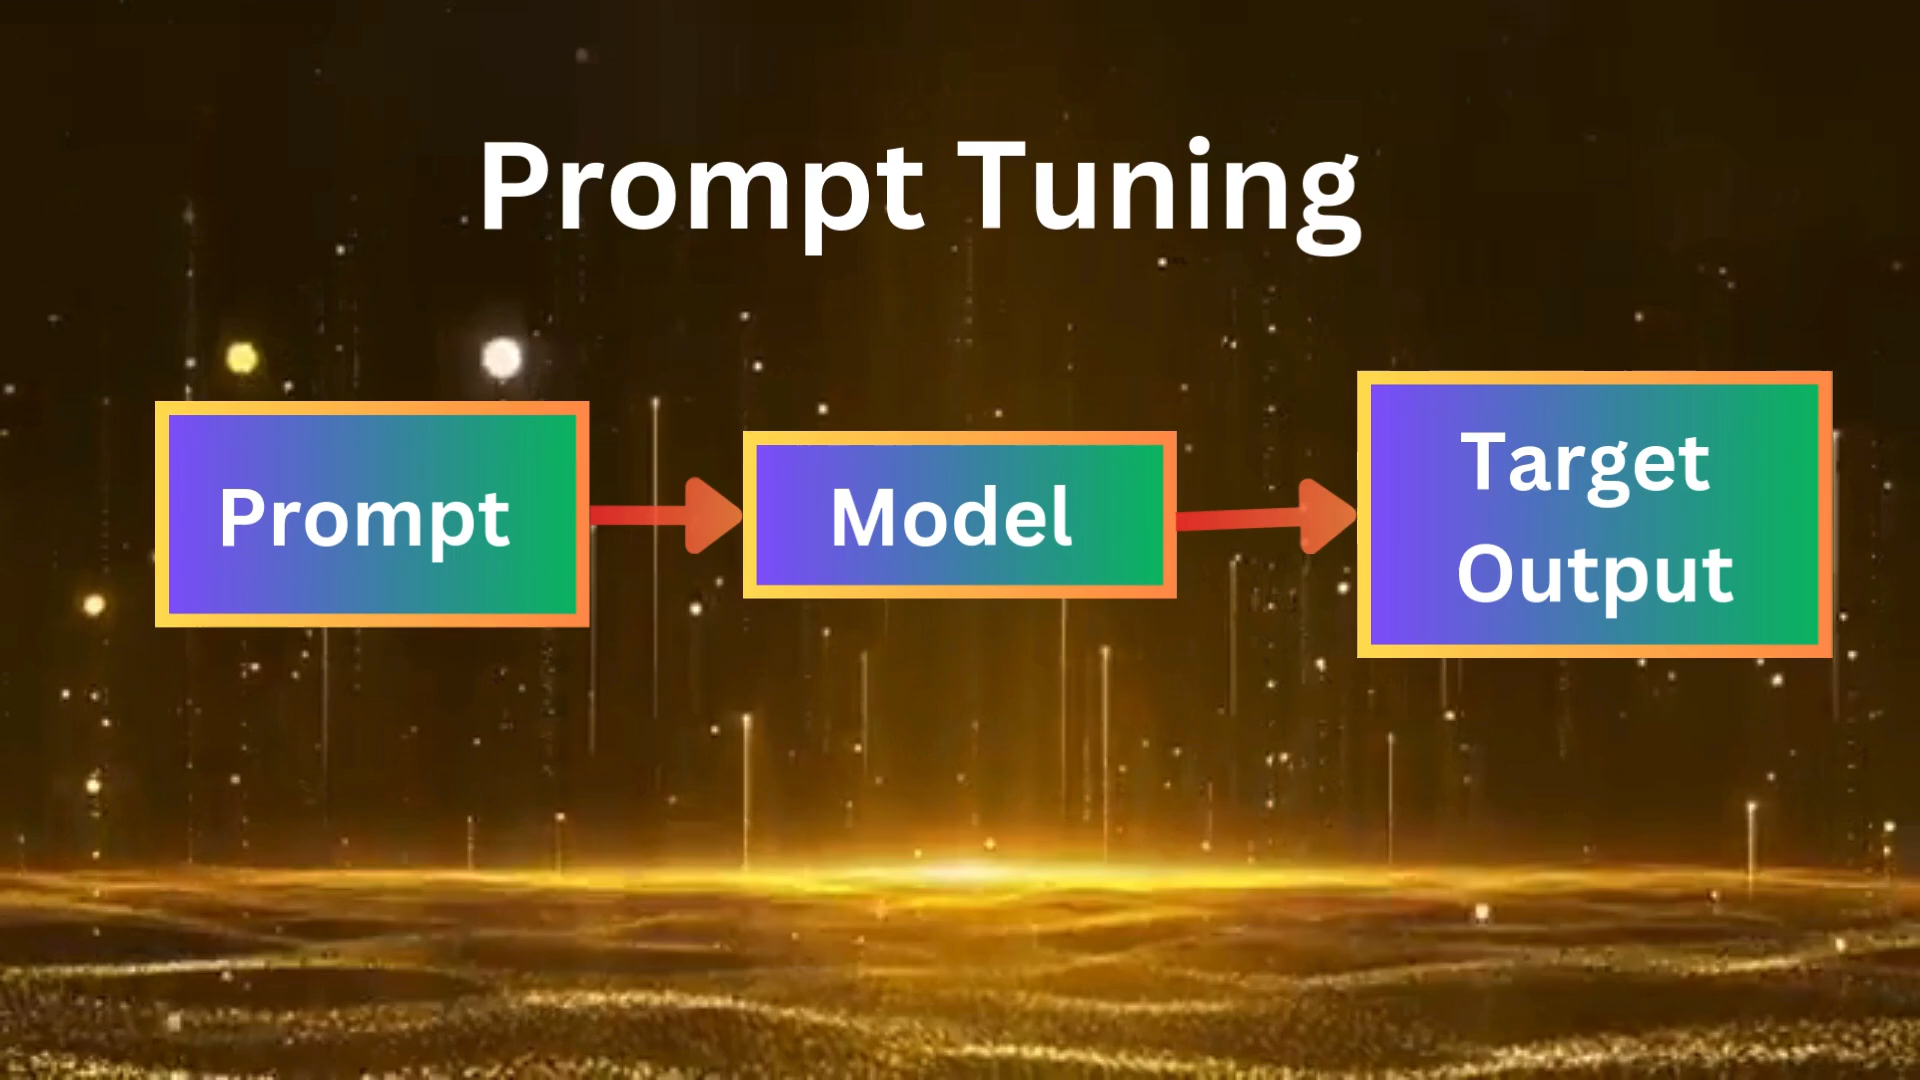 Prompt Tuning
Prompt
Model
Target
Output